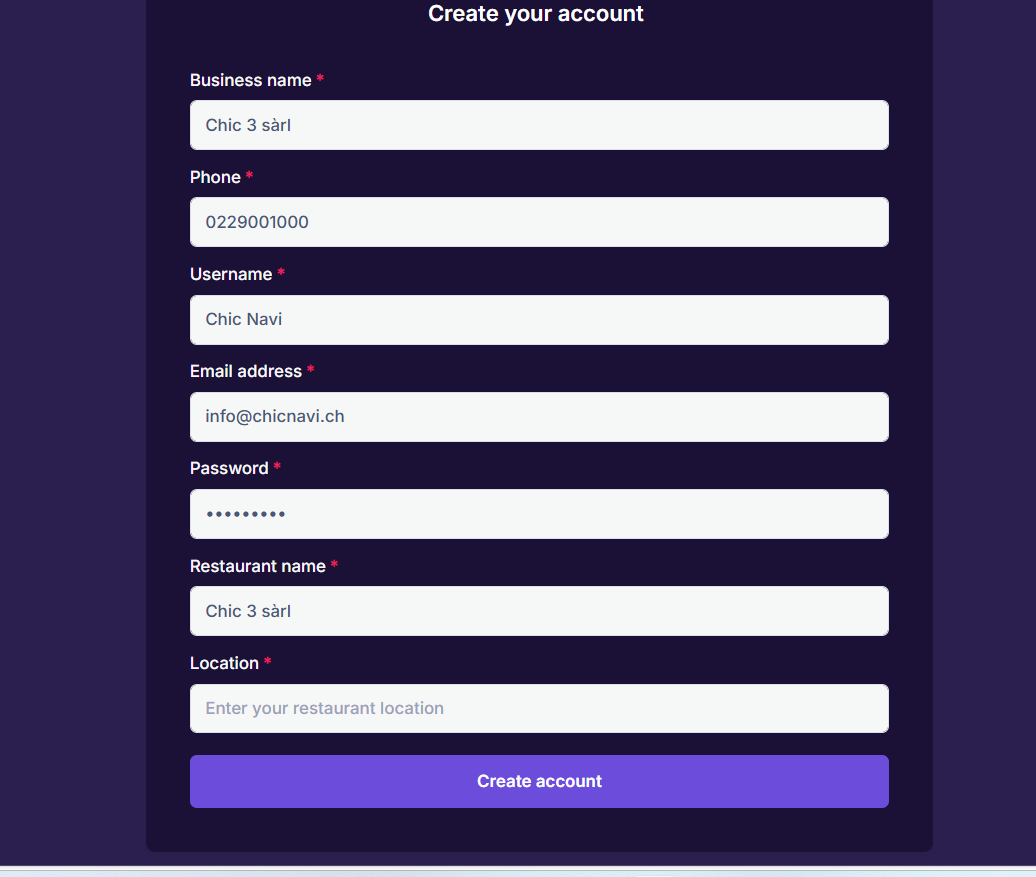 Create your account
Business name *
Chic 3 sàrl
Phone *
0229001000
Username *
Chic Navi
Email address *
info@chicnavi.ch
Password *
•••••••••
Restaurant name *
Chic 3 sàrl
Location *
Enter your restaurant location
Create account